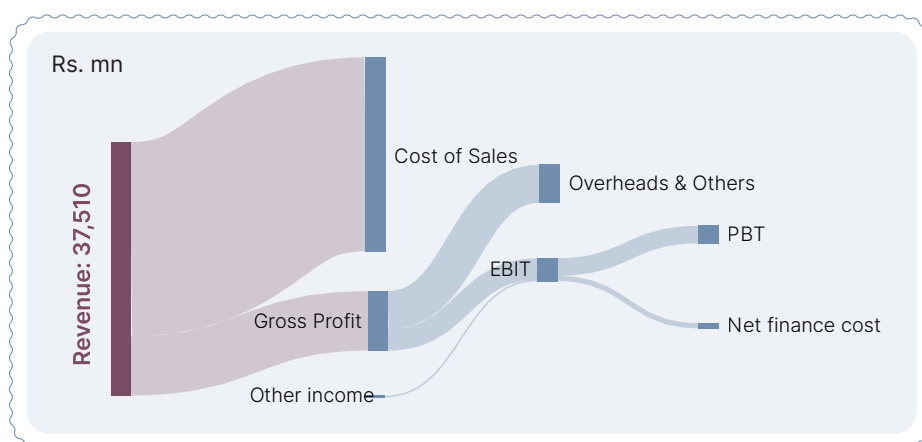 Rs. mn
Revenue: 37,510
Cost of Sales
Overheads & Others
PBT
EBIT
Gross Profit
Net finance cost
Other income